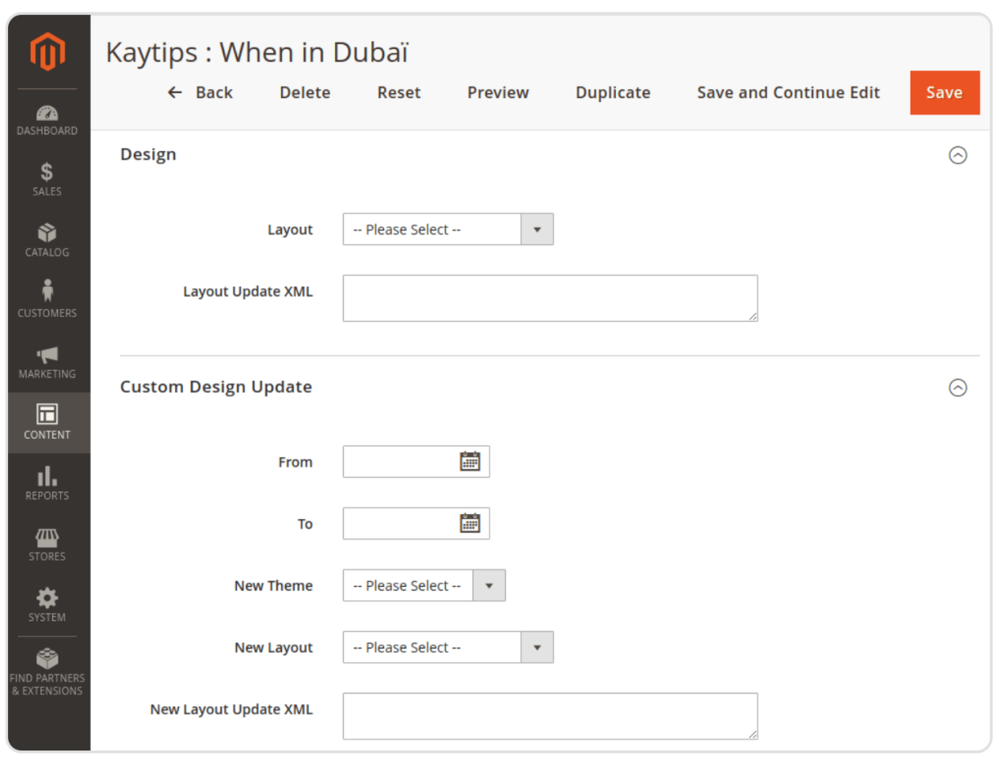 Kaytips : When in Dubaï
← Back Delete Reset Preview Duplicate Save and Continue Edit Save
DASHBOARD
SALES
CATALOG
CUSTOMERS
MARKETING
CONTENT
REPORTS
STORES
SYSTEM
FIND PARTNERS
& EXTENSIONS
Design
Layout -- Please Select --
Layout Update XML
Custom Design Update
From
To
New Theme -- Please Select --
New Layout -- Please Select --
New Layout Update XML